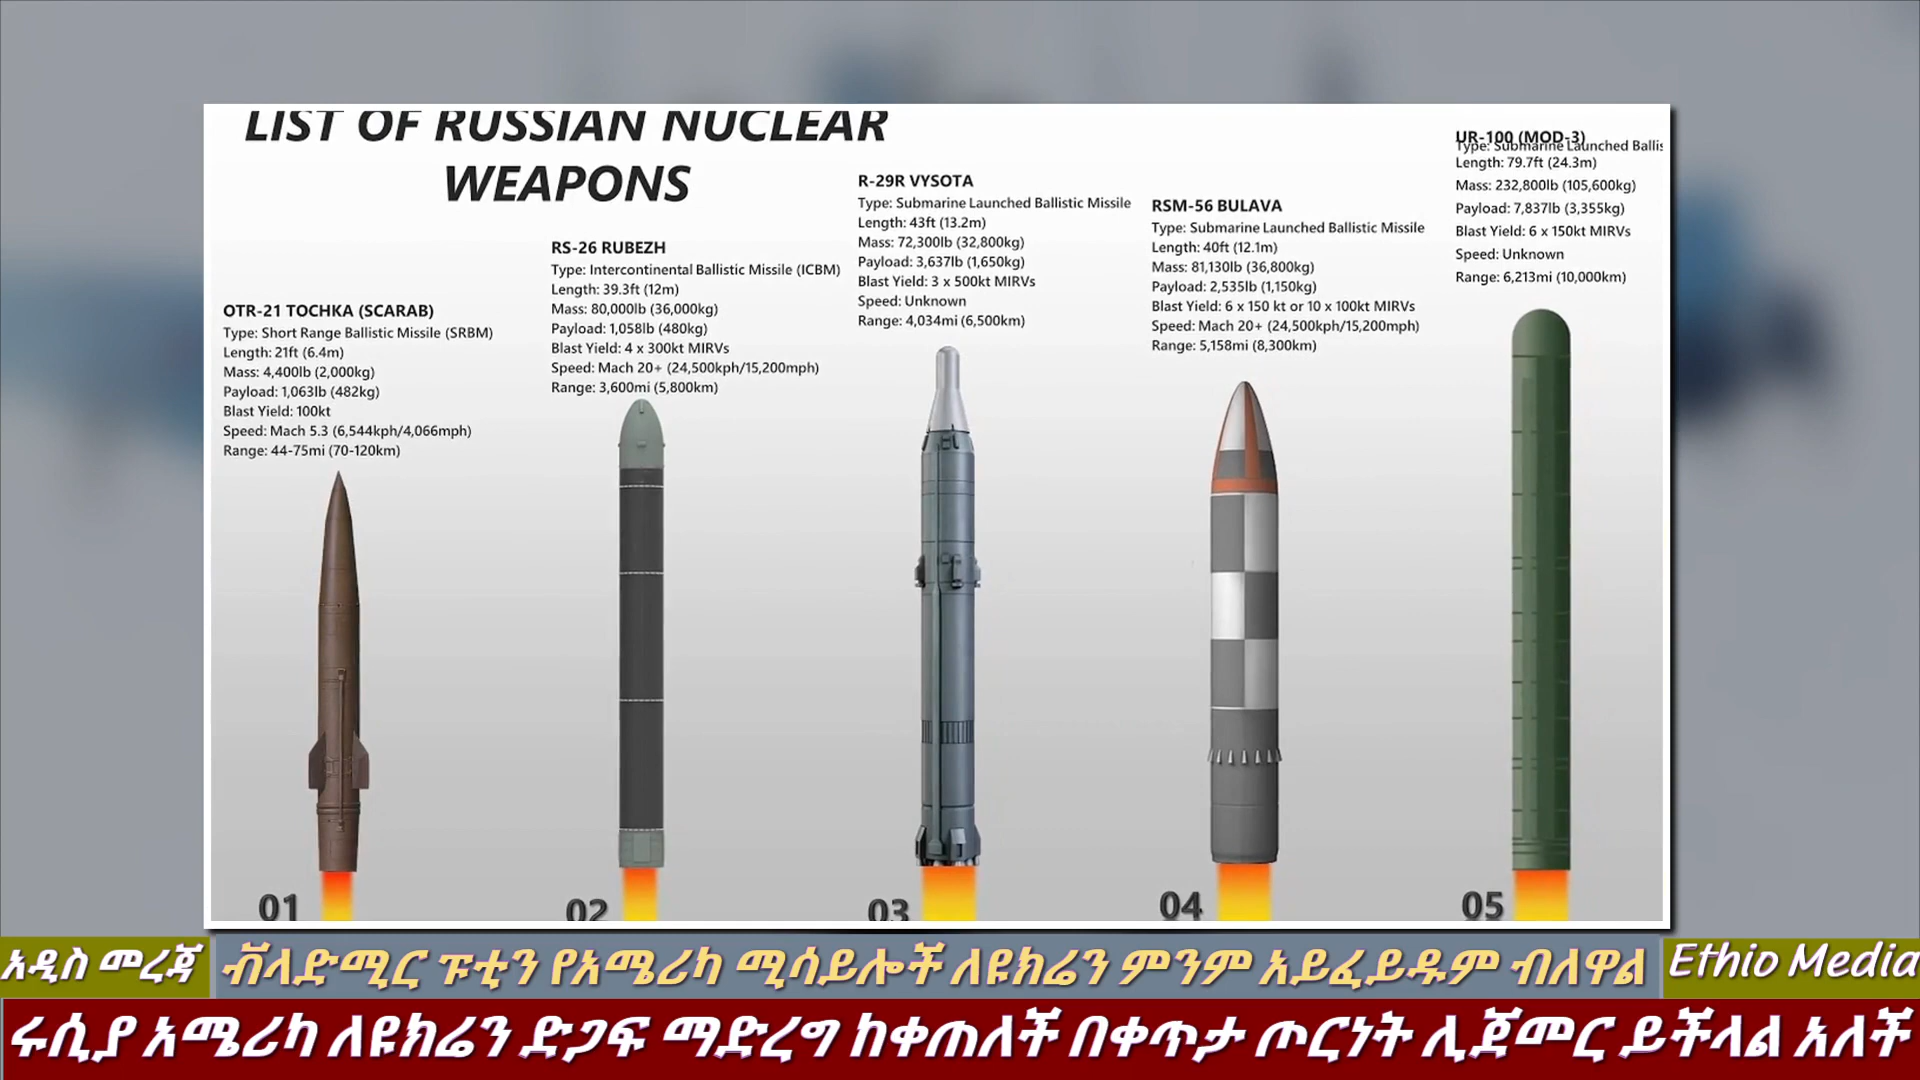 LIST OF RUSSIAN NUCLEAR
WEAPONS
OTR-21 TOCHKA (SCARAB)
Type: Short Range Ballistic Missile (SRBM)
Length: 21ft (6.4m)
Mass: 4,400lb (2,000kg)
Payload: 1,063lb (482kg)
Blast Yield: 100kt
Speed: Mach 5.3 (6,544kph/4,066mph)
Range: 44-75mi (70-120km)
RS-26 RUBEZH
Type: Intercontinental Ballistic Missile (ICBM)
Length: 39.3ft (12m)
Mass: 80,000lb (36,000kg)
Payload: 1,058lb (480kg)
Blast Yield: 4 x 300kt MIRVs
Speed: Mach 20+ (24,500kph/15,200mph)
Range: 3,600mi (5,800km)
R-29R VYSOTA
Type: Submarine Launched Ballistic Missile
Length: 43ft (13.2m)
Mass: 72,300lb (32,800kg)
Payload: 3,637lb (1,650kg)
Blast Yield: 3 x 500kt MIRVs
Speed: Unknown
Range: 4,034mi (6,500km)
RSM-56 BULAVA
Type: Submarine Launched Ballistic Missile
Length: 40ft (12.1m)
Mass: 81,130lb (36,800kg)
Payload: 2,535lb (1,150kg)
Blast Yield: 6 x 150 kt or 10 x 100kt MIRVs
Speed: Mach 20+ (24,500kph/15,200mph)
Range: 5,158mi (8,300km)
UR-100 (MOD-3)
Type: Submarine Launched Ballis
Length: 79.7ft (24.3m)
Mass: 232,800lb (105,600kg)
Payload: 7,837lb (3,355kg)
Blast Yield: 6 x 150kt MIRVs
Speed: Unknown
Range: 6,213mi (10,000km)
01
02
03
04
05
አዲስ መረጃ
ቭላድሚር ፑቲን የአሜሪካ ሚሳይሎች ለዩክሬን ምንም አይፈይዱም ብለዋል
Ethio Media
ሩሲያ አሜሪካ ለዩክሬን ድጋፍ ማድረግ ከቀጠለች በቀጥታ ጦርነት ሊጀመር ይችላል አለች